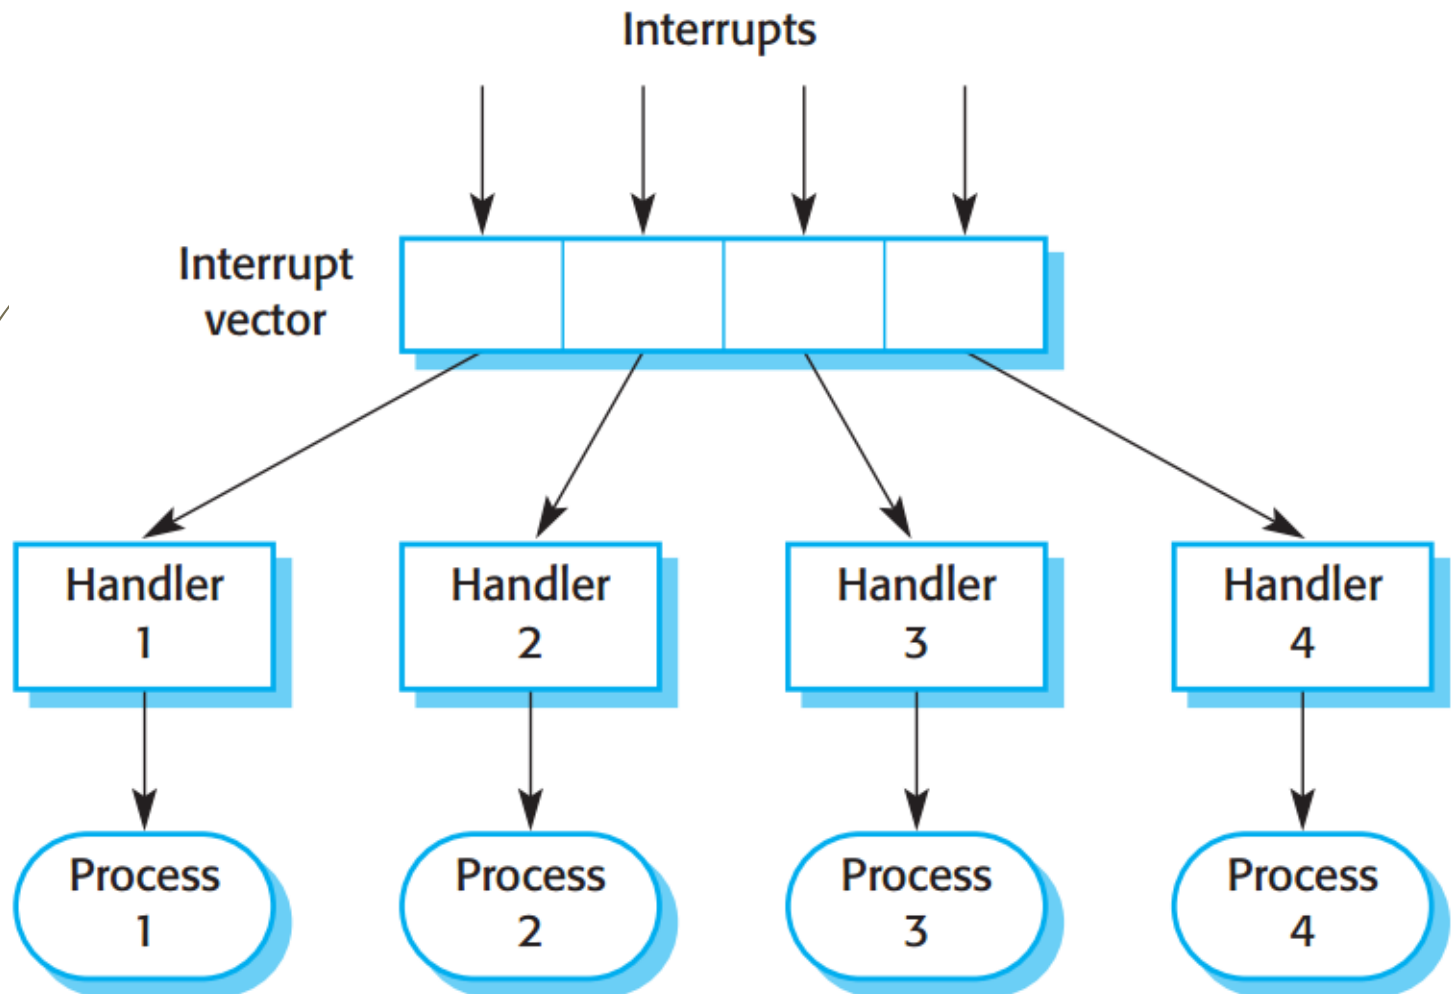 Interrupts
Interrupt
vector
Handler
1
Handler
2
Handler
3
Handler
4
Process
1
Process
2
Process
3
Process
4